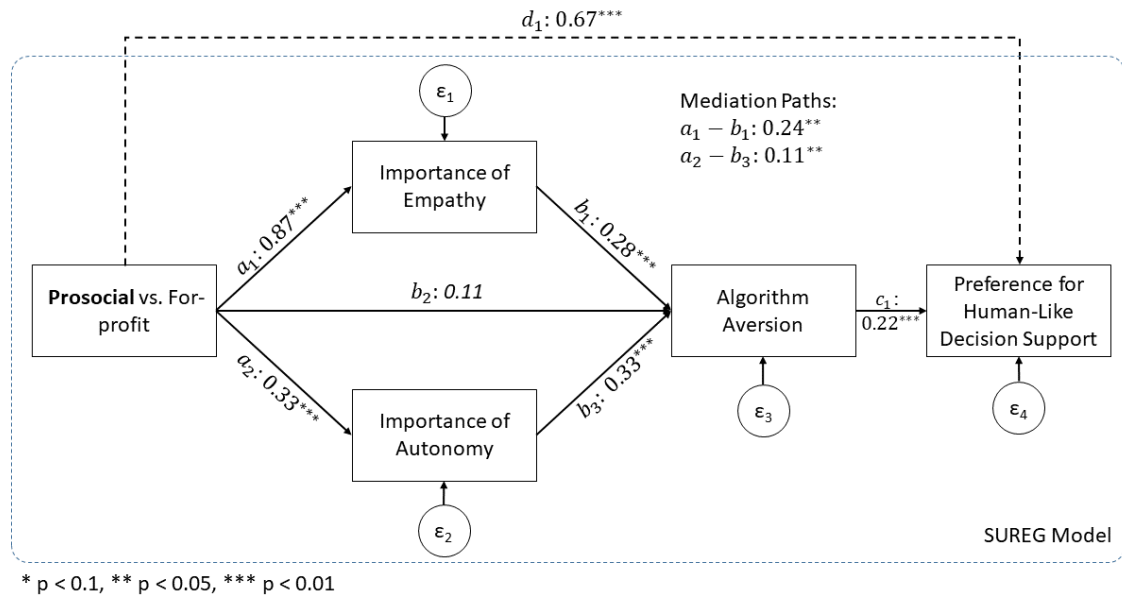 d₁: 0.67***
ε₁
Mediation Paths:
a₁ − b₁: 0.24**
a₂ − b₃: 0.11**
Importance of
Empathy
a₁: 0.87***
b₁: 0.28***
Prosocial vs. For-
profit
b₂: 0.11
Algorithm
Aversion
c₁:
0.22***
Preference for
Human-Like
Decision Support
a₂: 0.33***
b₃: 0.33***
Importance of
Autonomy
ε₃
ε₄
ε₂
SUREG Model
* p < 0.1, ** p < 0.05, *** p < 0.01